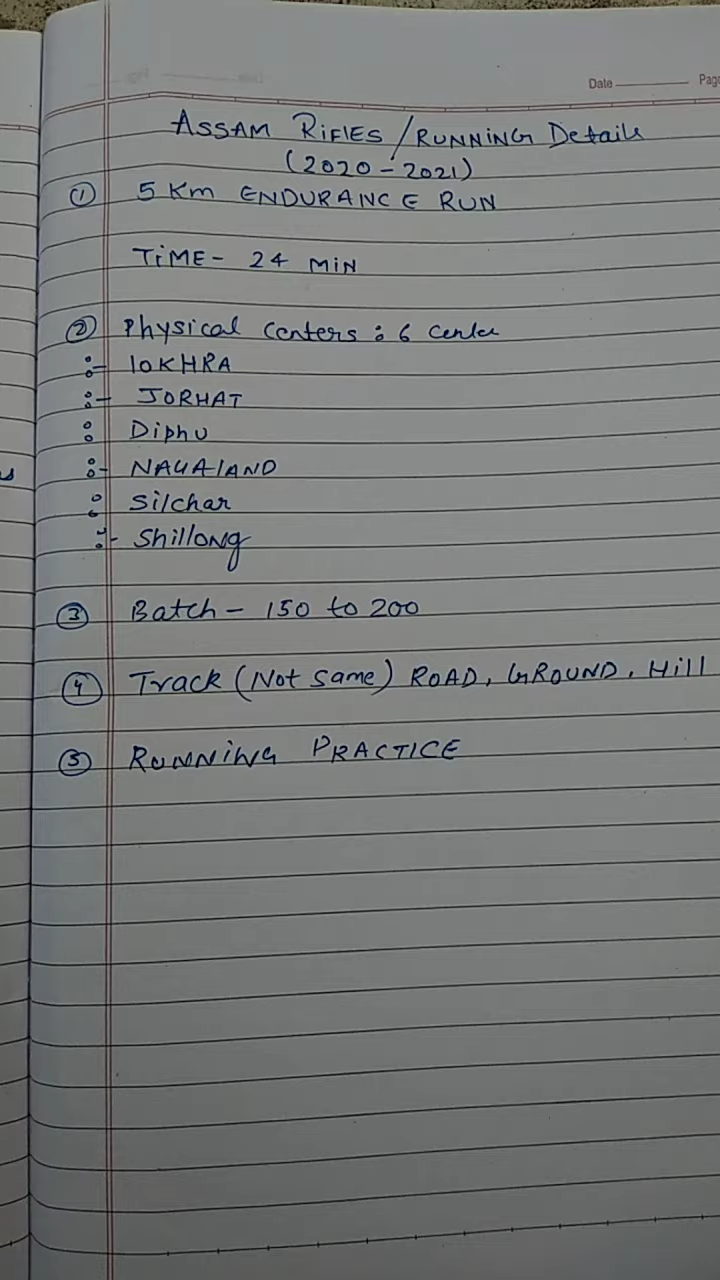 Date Page
ASSAM RIFlES / RUNNING Details
(2020-2021)
① 5 Km ENDURANCE RUN
TiME- 24 MiN
② Physical Centers : 6 Center
:- lOKHRA
:- JORHAT
: Diphu
:- NAGAlAND
: Silchar
:- Shillong
③ Batch - 150 to 200
④ Track (Not Same) ROAD, GROUND, Hill
⑤ RUNNiNG PRACTICE